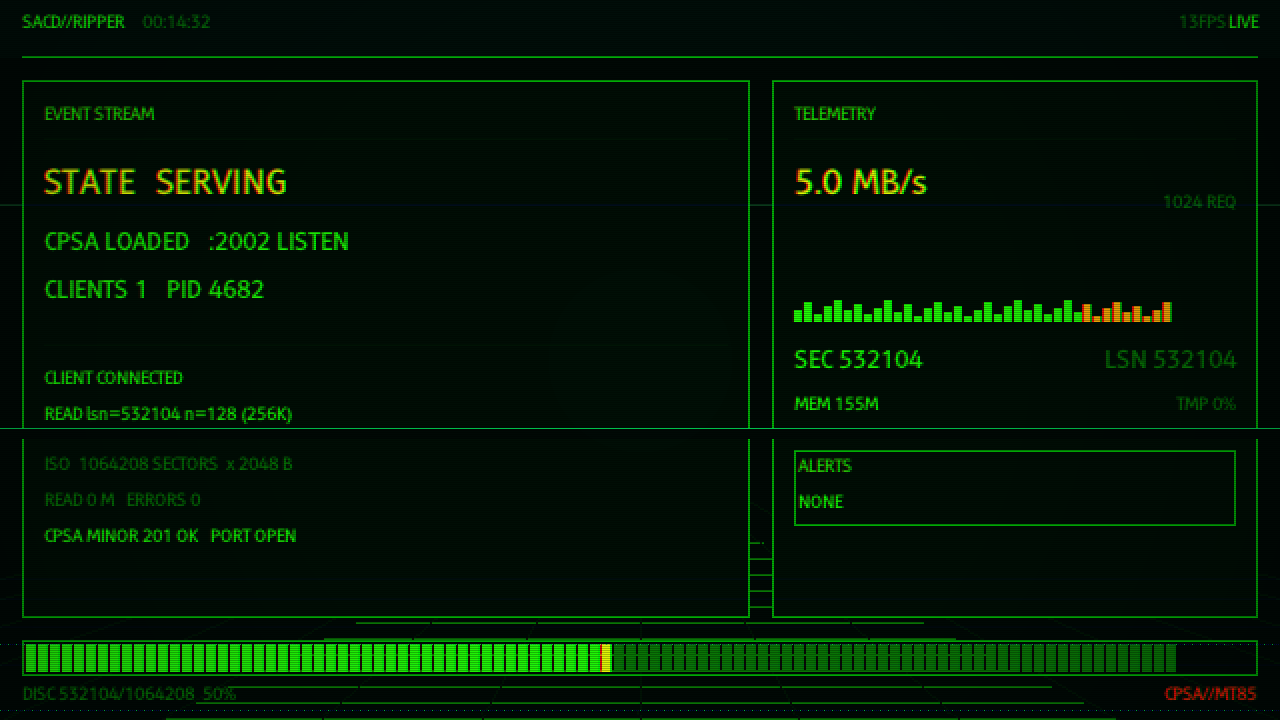 SACD//RIPPER 00:14:32
13FPS LIVE
EVENT STREAM
STATE SERVING
CPSA LOADED :2002 LISTEN
CLIENTS 1 PID 4682
CLIENT CONNECTED
READ lsn=532104 n=128 (256K)
ISO 1064208 SECTORS x 2048 B
READ 0 M ERRORS 0
CPSA MINOR 201 OK PORT OPEN
TELEMETRY
5.0 MB/s
1024 REQ
SEC 532104 LSN 532104
MEM 155M TMP 0%
ALERTS
NONE
DISC 532104/1064208 50%
CPSA//MT85